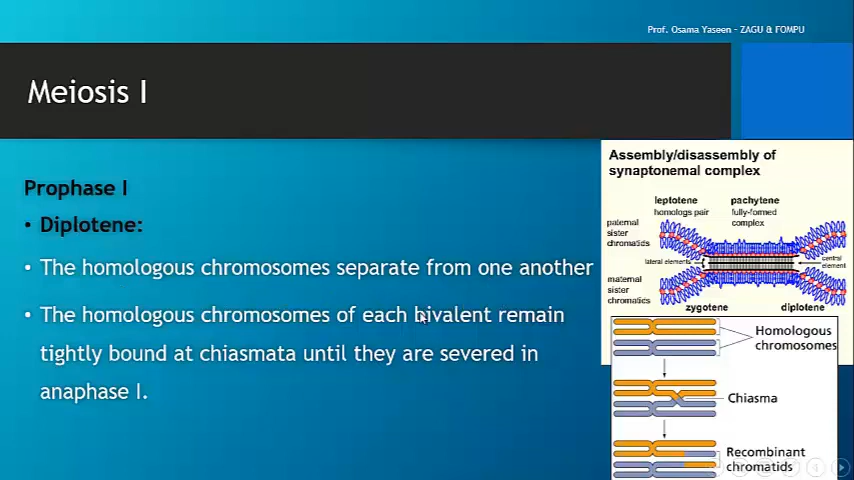 Prof. Osama Yaseen - ZAGU & FOMPU
Meiosis I
Prophase I
• Diplotene:
• The homologous chromosomes separate from one another
• The homologous chromosomes of each bivalent remain
tightly bound at chiasmata until they are severed in
anaphase I.
Assembly/disassembly of
synaptonemal complex
leptotene
homologs pair
pachytene
fully-formed
complex
paternal
sister
chromatids
lateral elements
central
element
maternal
sister
chromatids
zygotene
diplotene
Homologous
chromosomes
Chiasma
Recombinant
chromatids